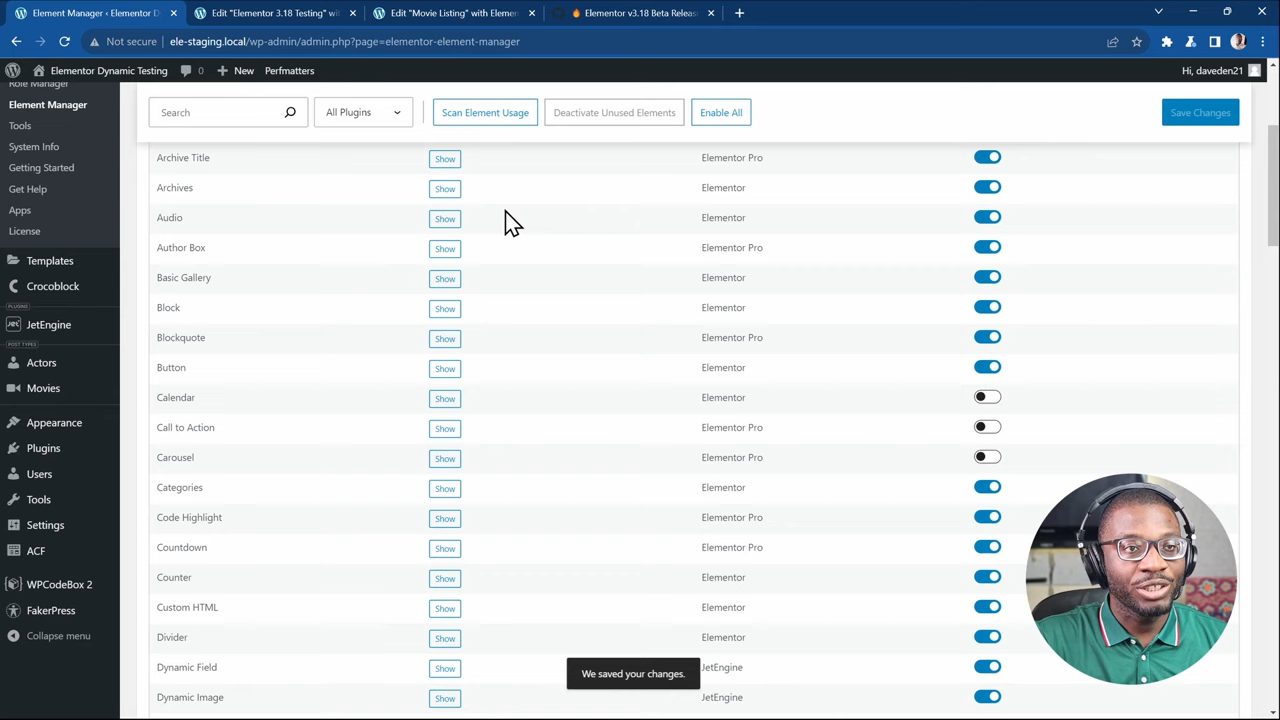 Element Manager ‹ Elementor D
Edit "Elementor 3.18 Testing" wit
Edit "Movie Listing" with Elemen
Elementor v3.18 Beta Releas
Not secure
ele-staging.local/wp-admin/admin.php?page=elementor-element-manager
Elementor Dynamic Testing
0
New
Perfmatters
Hi, daveden21
Role Manager
Element Manager
Tools
System Info
Getting Started
Get Help
Apps
License
Templates
Crocoblock
PLUGINS
JetEngine
POST TYPES
Actors
Movies
Appearance
Plugins
Users
Tools
Settings
ACF
WPCodeBox 2
FakerPress
Collapse menu
Search
All Plugins
Scan Element Usage
Deactivate Unused Elements
Enable All
Save Changes
Archive Title Show Elementor Pro
Archives Show Elementor
Audio Show Elementor
Author Box Show Elementor Pro
Basic Gallery Show Elementor
Block Show Elementor
Blockquote Show Elementor Pro
Button Show Elementor
Calendar Show Elementor
Call to Action Show Elementor Pro
Carousel Show Elementor Pro
Categories Show Elementor
Code Highlight Show Elementor Pro
Countdown Show Elementor Pro
Counter Show Elementor
Custom HTML Show Elementor
Divider Show Elementor
Dynamic Field Show JetEngine
Dynamic Image Show JetEngine
We saved your changes.